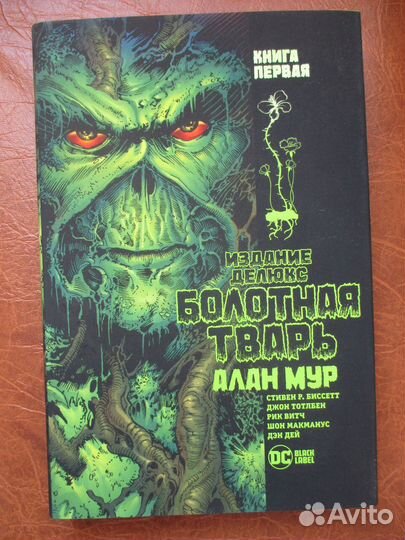 КНИГА
ПЕРВАЯ
ИЗДАНИЕ
ДЕЛЮКС
БОЛОТНАЯ
ТВАРЬ
АЛАН МУР
СТИВЕН Р. БИССЕТТ
ДЖОН ТОТЛБЕН
РИК ВИТЧ
ШОН МАКМАНУС
ДЭН ДЕЙ
DC BLACK
LABEL
Avito